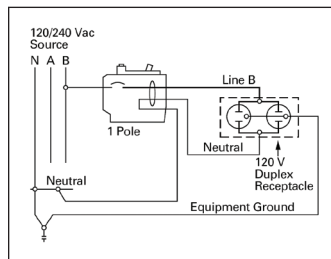 120/240 Vac
Source
N A B
Line B
1 Pole
Neutral
120 V
Duplex
Receptacle
Neutral
Equipment Ground